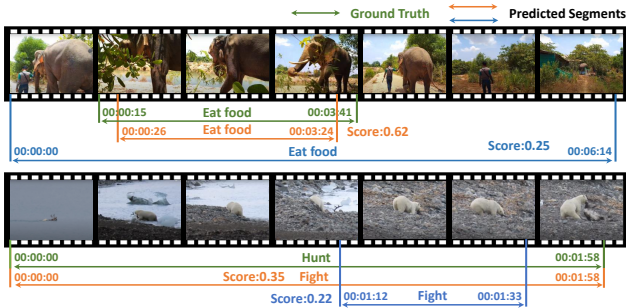 Ground Truth Predicted Segments
00:00:15 Eat food 00:03:41
00:00:26 Eat food 00:03:24 Score:0.62
00:00:00 Eat food Score:0.25 00:06:14
00:00:00 Hunt 00:01:58
00:00:00 Score:0.35 Fight 00:01:58
Score:0.22 00:01:12 Fight 00:01:33